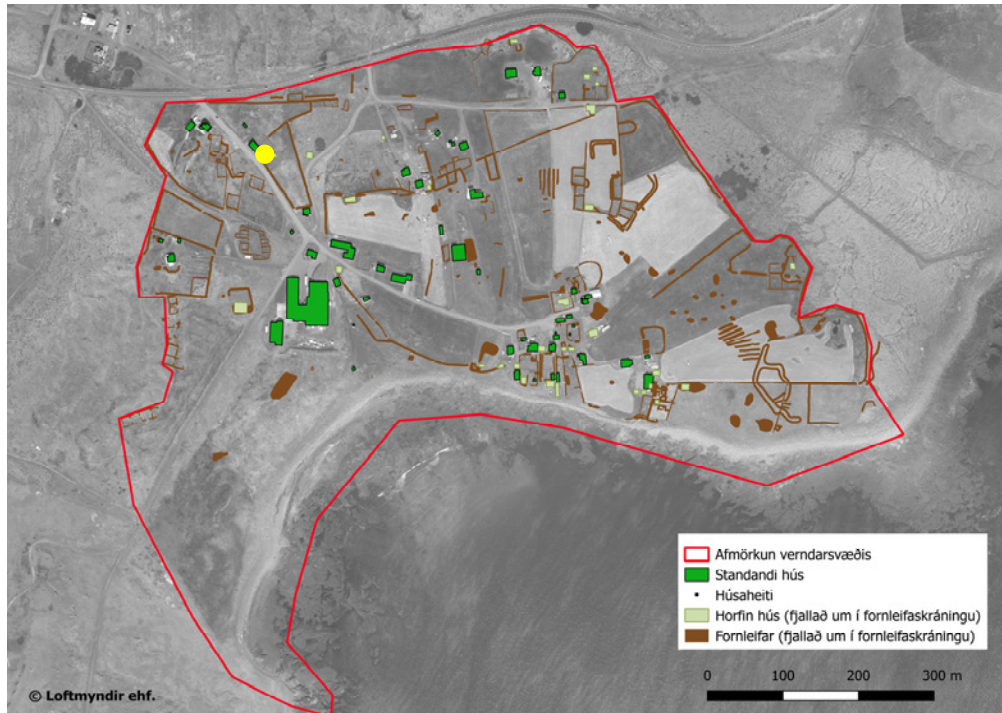 Afmörkun verndarsvæðis
Standandi hús
Húsaheiti
Horfin hús (fjallað um í fornleifaskráningu)
Fornleifar (fjallað um í fornleifaskráningu)
0 100 200 300 m
© Loftmyndir ehf.